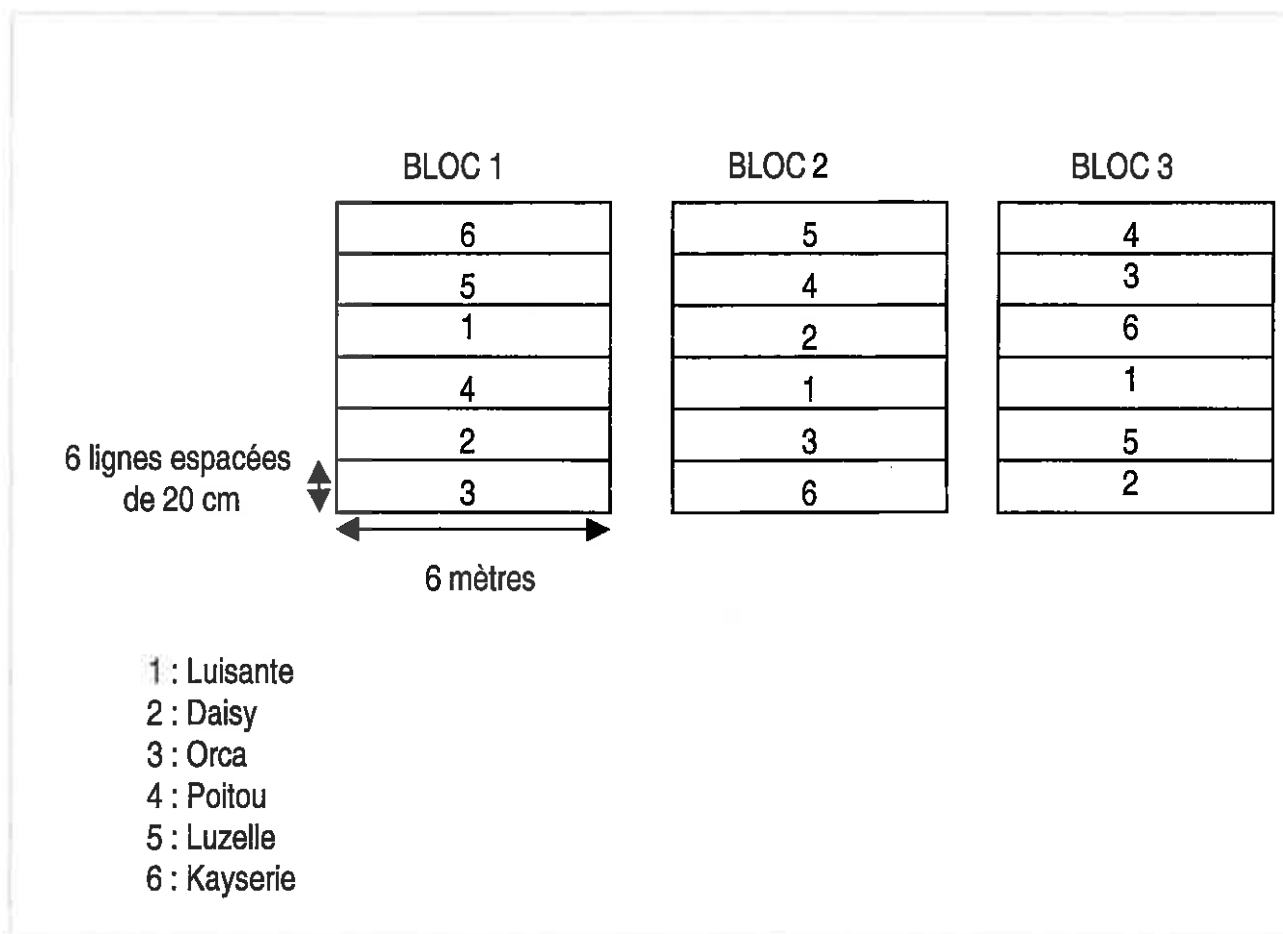 BLOC 1 BLOC 2 BLOC 3
6 5 4
5 4 3
1 2 6
4 1 1
2 3 5
3 6 2
6 lignes espacées
de 20 cm
6 mètres
1 : Luisante
2 : Daisy
3 : Orca
4 : Poitou
5 : Luzelle
6 : Kayserie